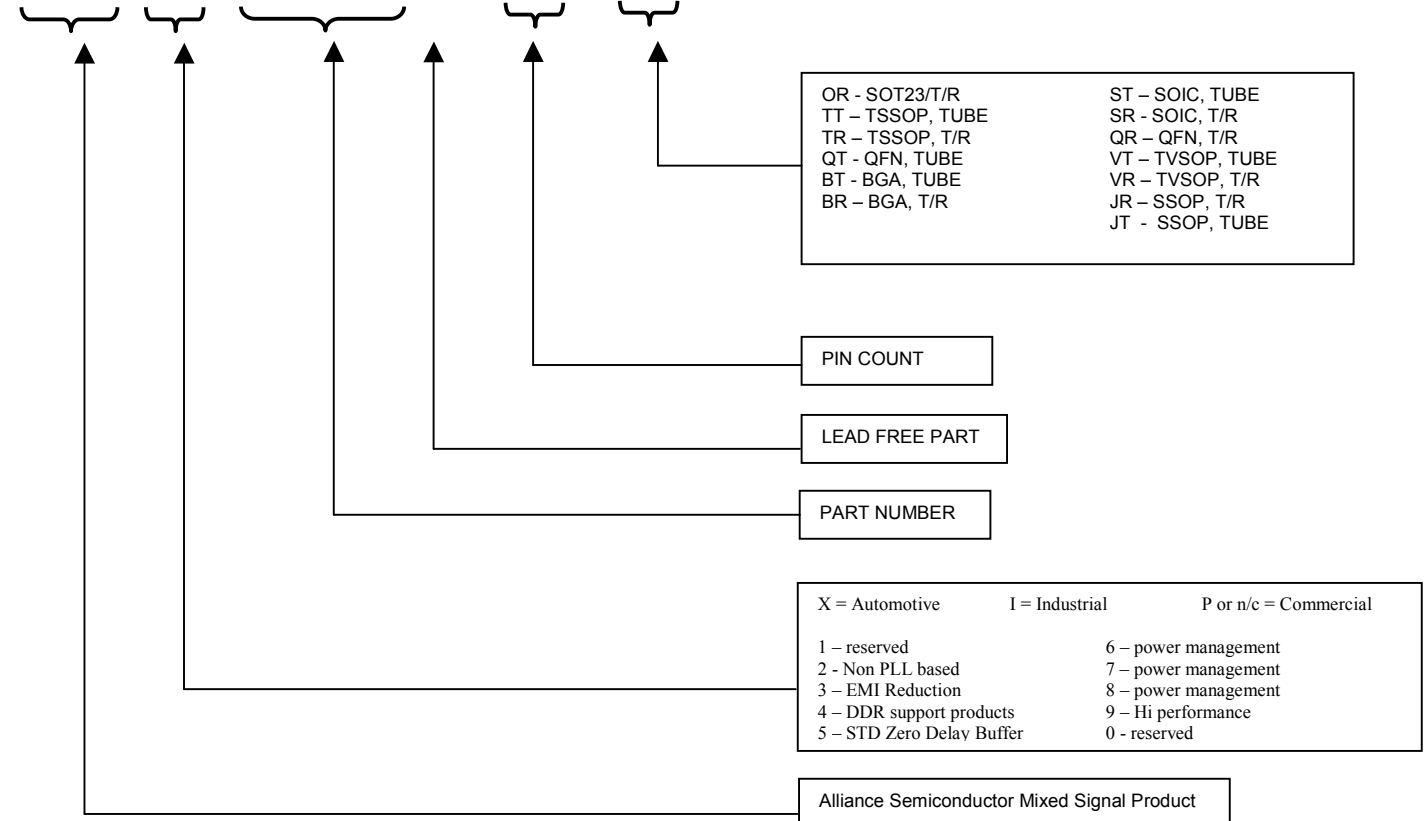 OR - SOT23/T/R ST – SOIC, TUBE
TT – TSSOP, TUBE SR - SOIC, T/R
TR – TSSOP, T/R QR – QFN, T/R
QT - QFN, TUBE VT – TVSOP, TUBE
BT - BGA, TUBE VR – TVSOP, T/R
BR – BGA, T/R JR – SSOP, T/R
JT - SSOP, TUBE
PIN COUNT
LEAD FREE PART
PART NUMBER
X = Automotive I = Industrial P or n/c = Commercial
1 – reserved 6 – power management
2 - Non PLL based 7 – power management
3 – EMI Reduction 8 – power management
4 – DDR support products 9 – Hi performance
5 – STD Zero Delay Buffer 0 - reserved
Alliance Semiconductor Mixed Signal Product